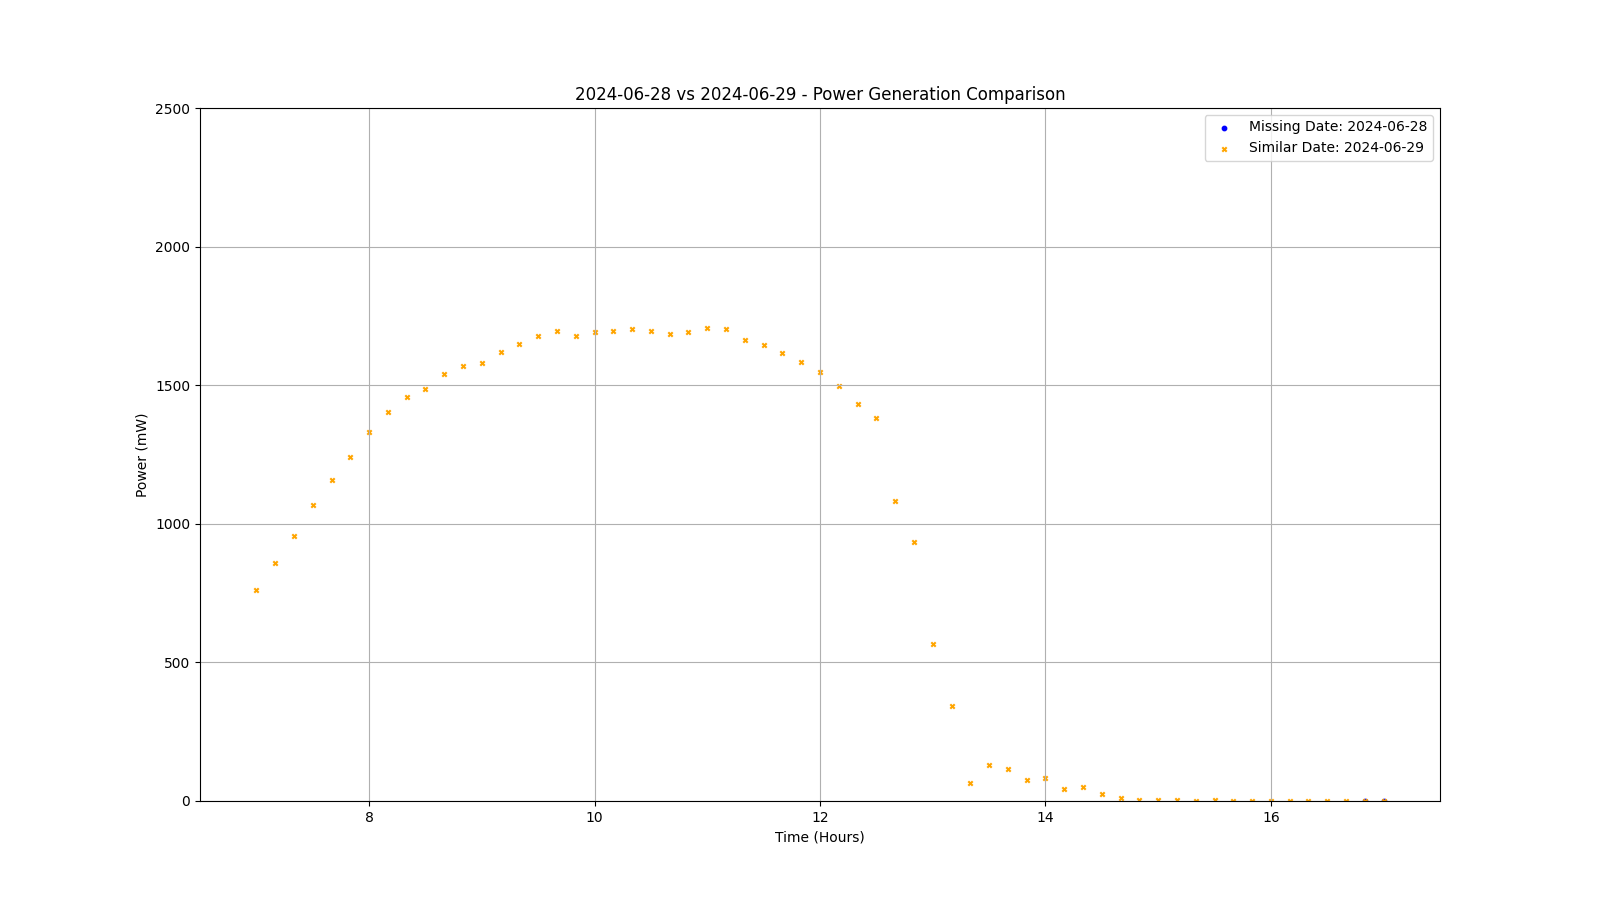 2024-06-28 vs 2024-06-29 - Power Generation Comparison
Missing Date: 2024-06-28
Similar Date: 2024-06-29
2500
2000
1500
1000
500
0
Power (mW)
8 10 12 14 16
Time (Hours)